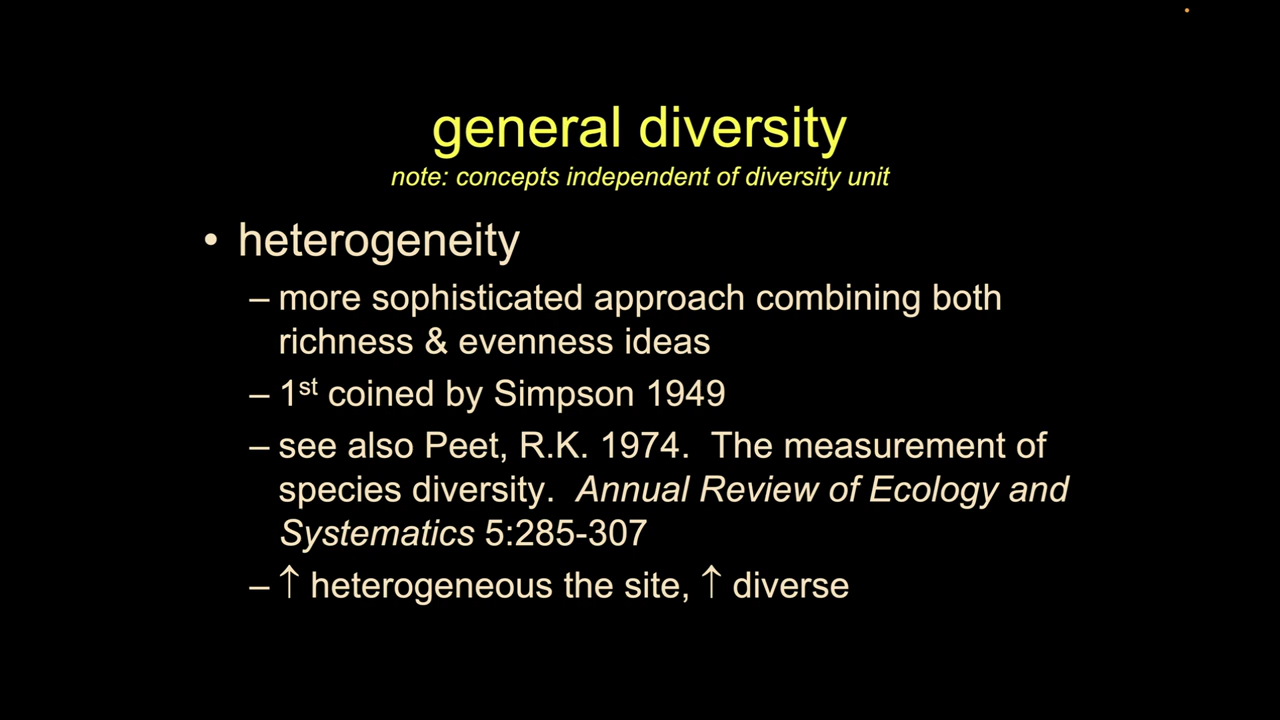 general diversity
note: concepts independent of diversity unit
• heterogeneity
– more sophisticated approach combining both
richness & evenness ideas
– 1st coined by Simpson 1949
– see also Peet, R.K. 1974.  The measurement of
species diversity.  Annual Review of Ecology and
Systematics 5:285-307
– ↑ heterogeneous the site, ↑ diverse